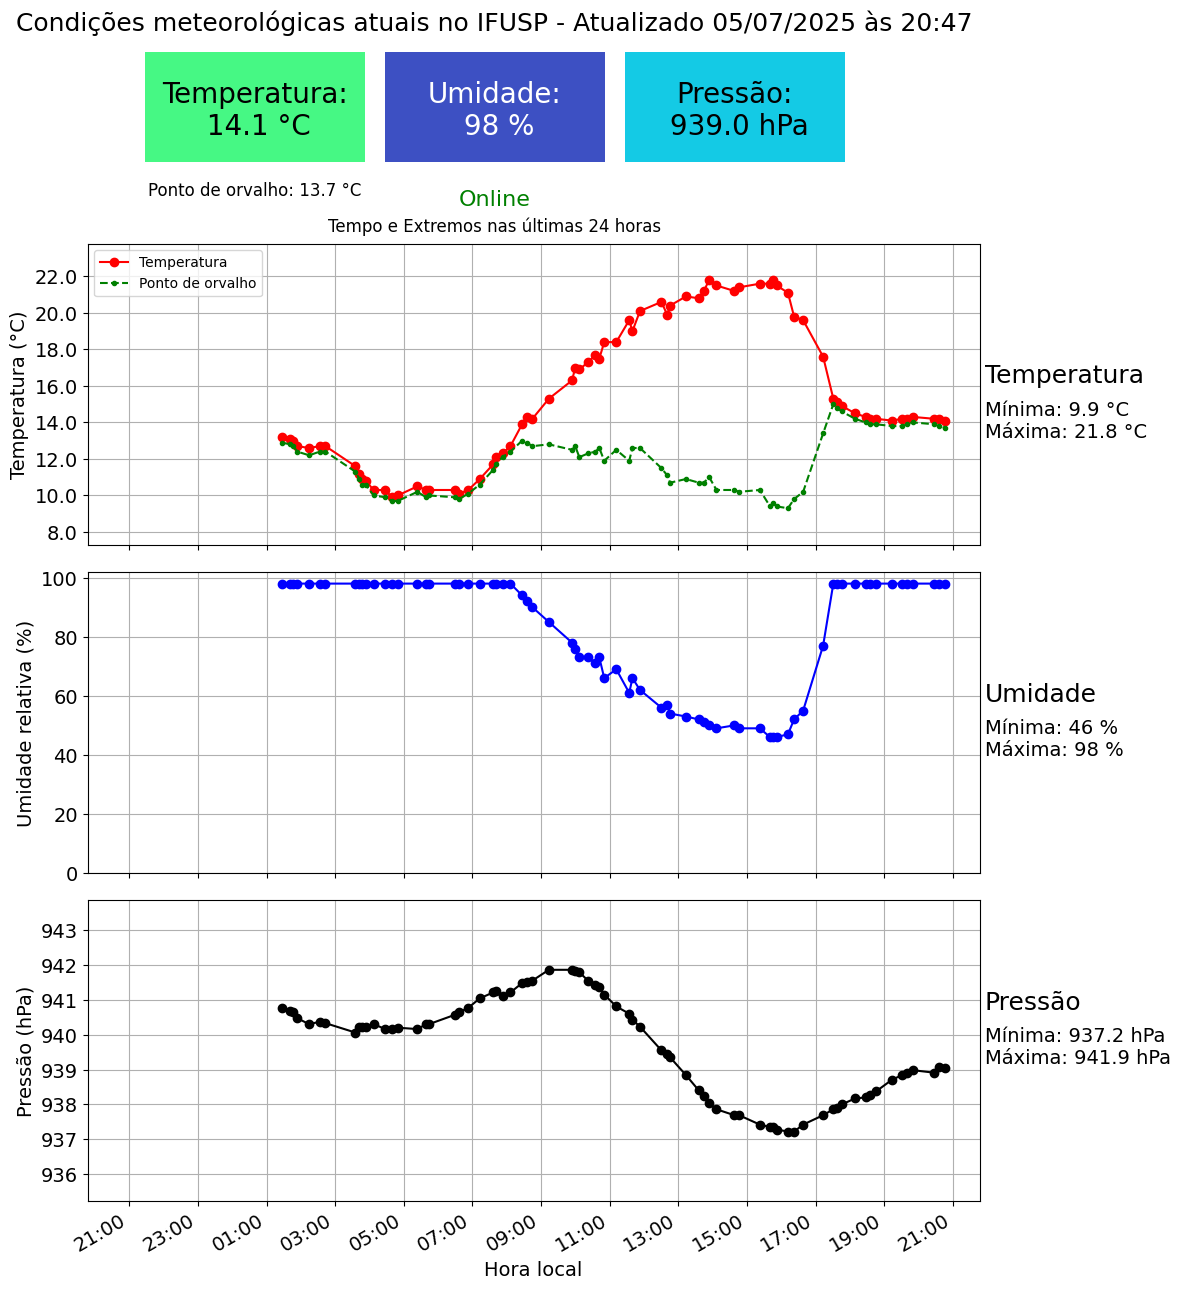 Condições meteorológicas atuais no IFUSP - Atualizado 05/07/2025 às 20:47
Temperatura:
14.1 °C
Umidade:
98 %
Pressão:
939.0 hPa
Ponto de orvalho: 13.7 °C
Online
Tempo e Extremos nas últimas 24 horas
Temperatura
Ponto de orvalho
Temperatura (°C)
22.0
20.0
18.0
16.0
14.0
12.0
10.0
8.0
Temperatura
Mínima: 9.9 °C
Máxima: 21.8 °C
Umidade relativa (%)
100
80
60
40
20
0
Umidade
Mínima: 46 %
Máxima: 98 %
Pressão (hPa)
943
942
941
940
939
938
937
936
Pressão
Mínima: 937.2 hPa
Máxima: 941.9 hPa
21:00 23:00 01:00 03:00 05:00 07:00 09:00 11:00 13:00 15:00 17:00 19:00 21:00
Hora local